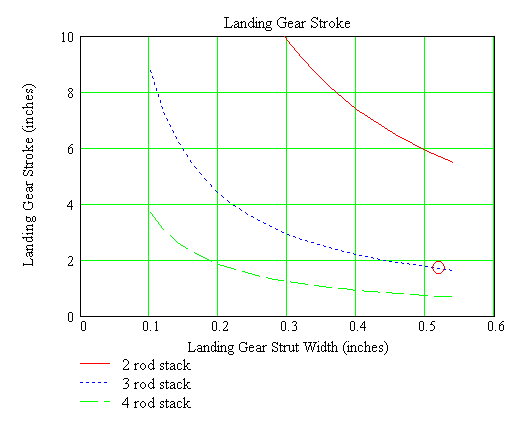 Landing Gear Stroke
10
8
6
4
2
0
Landing Gear Stroke (inches)
0 0.1 0.2 0.3 0.4 0.5 0.6
Landing Gear Strut Width (inches)
2 rod stack
3 rod stack
4 rod stack